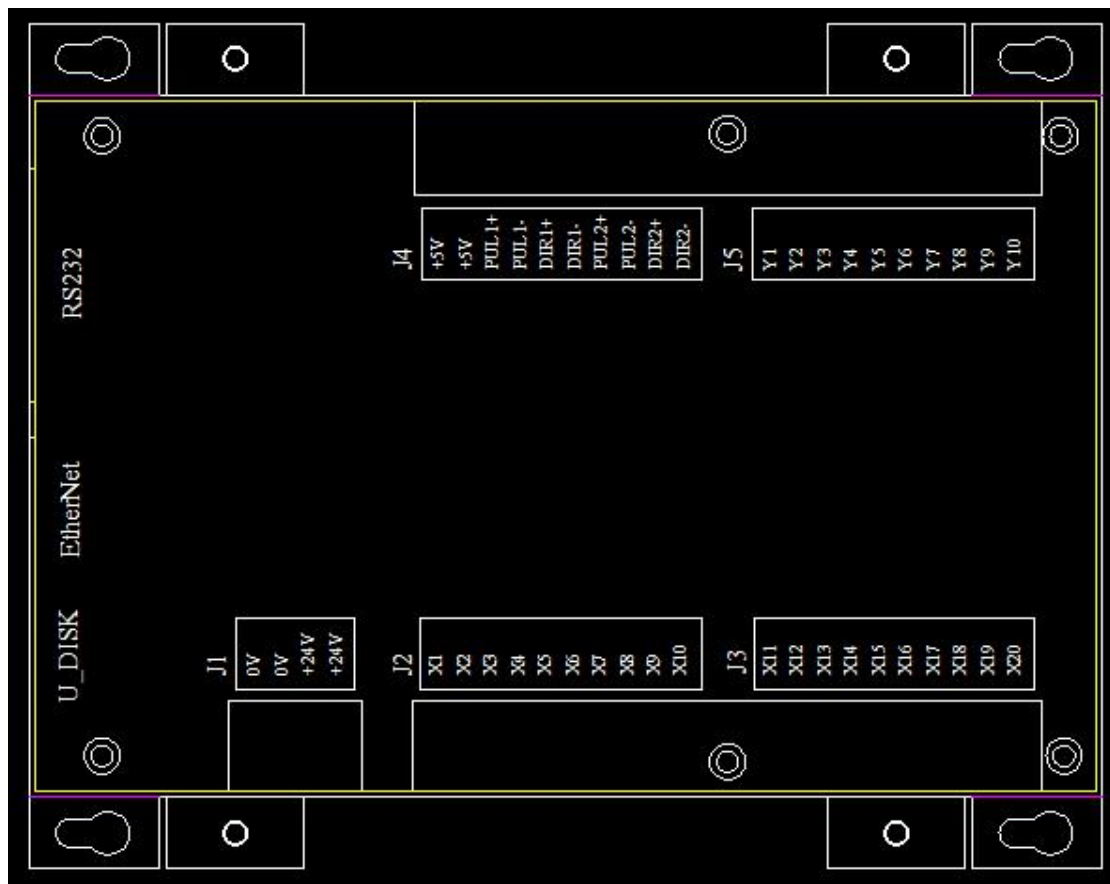 RS232
EtherNet
U_DISK
J4
+5V
+5V
PUL1+
PUL1-
DIR1+
DIR1-
PUL2+
PUL2-
DIR2+
DIR2-
J5
Y1
Y2
Y3
Y4
Y5
Y6
Y7
Y8
Y9
Y10
J1
0V
0V
+24V
+24V
J2
X1
X2
X3
X4
X5
X6
X7
X8
X9
X10
J3
X11
X12
X13
X14
X15
X16
X17
X18
X19
X20